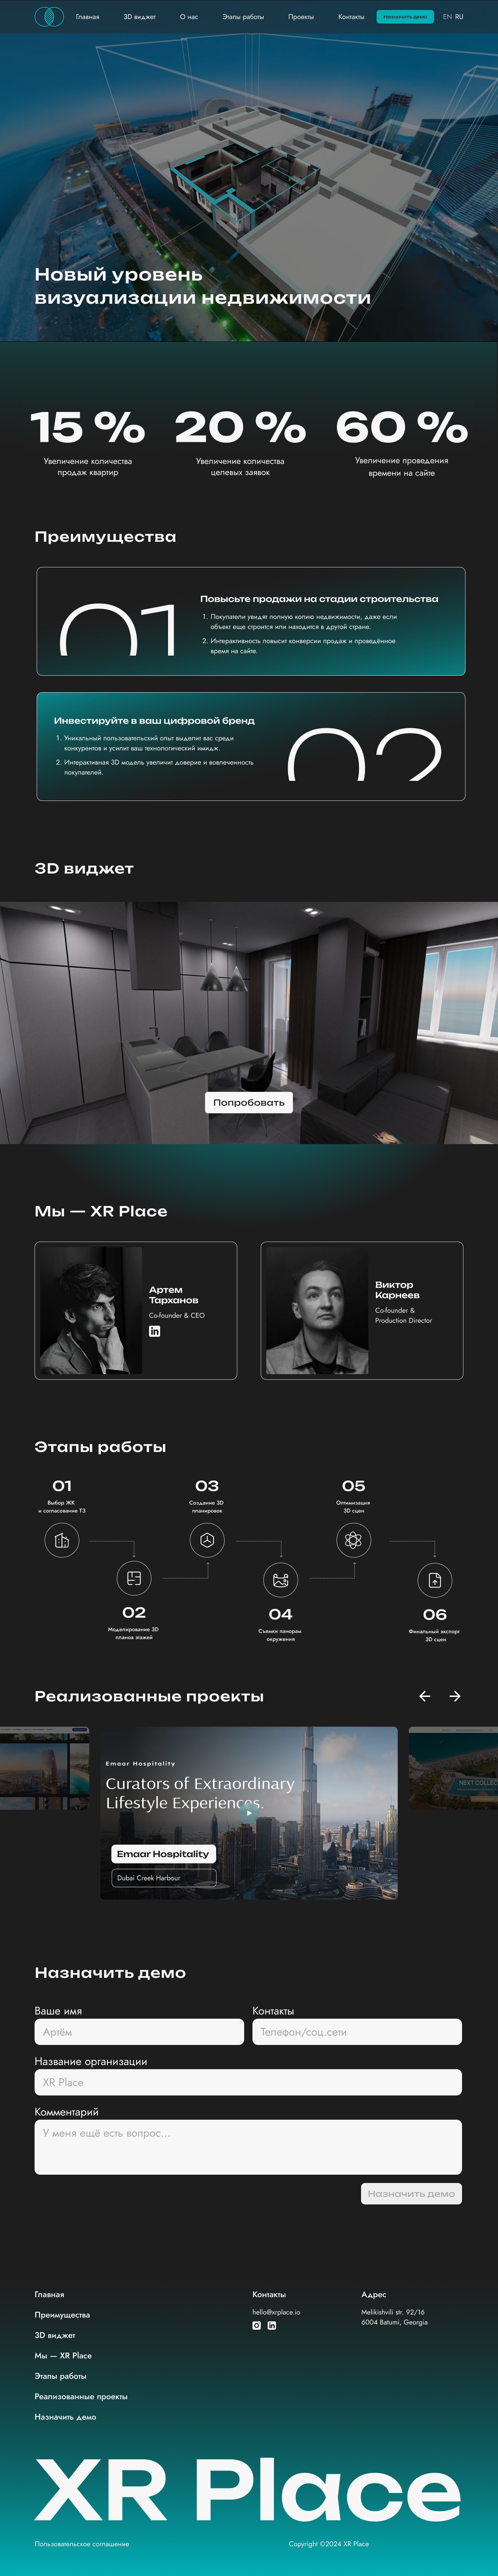 Главная 3D виджет О нас Этапы работы Проекты Контакты Назначить демо EN RU
Новый уровень
визуализации недвижимости
15 % 20 % 60 %
Увеличение количества
продаж квартир
Увеличение количества
целевых заявок
Увеличение проведения
времени на сайте
Преимущества
01
Повысьте продажи на стадии строительства
1. Покупатели увидят полную копию недвижимости, даже если
объект еще строится или находится в другой стране.
2. Интерактивность повысит конверсии продаж и проведённое
время на сайте.
Инвестируйте в ваш цифровой бренд
1. Уникальный пользовательский опыт выделит вас среди
конкурентов и усилит ваш технологический имидж.
2. Интерактивная 3D модель увеличит доверие и вовлеченность
покупателей.
02
3D виджет
Попробовать
Мы — XR Place
Артем
Тарханов
Co-founder & CEO
Виктор
Карнеев
Co-founder &
Production Director
Этапы работы
01
Выбор ЖК
и согласование ТЗ
02
Моделирование 3D
планов этажей
03
Создание 3D
планировок
04
Съемки панорам
окружения
05
Оптимизация
3D сцен
06
Финальный экспорт
3D сцен
Реализованные проекты
Emaar Hospitality
Curators of Extraordinary
Lifestyle Experiences.
Emaar Hospitality
Dubai Creek Harbour
NEXT COLLEC
Назначить демо
Ваше имя
Артём
Контакты
Телефон/соц.сети
Название организации
XR Place
Комментарий
У меня ещё есть вопрос...
Назначить демо
Главная
Преимущества
3D виджет
Мы — XR Place
Этапы работы
Реализованные проекты
Назначить демо
Контакты
hello@xrplace.io
Адрес
Melikishvili str. 92/16
6004 Batumi, Georgia
XR Place
Пользовательское соглашение
Copyright ©2024 XR Place